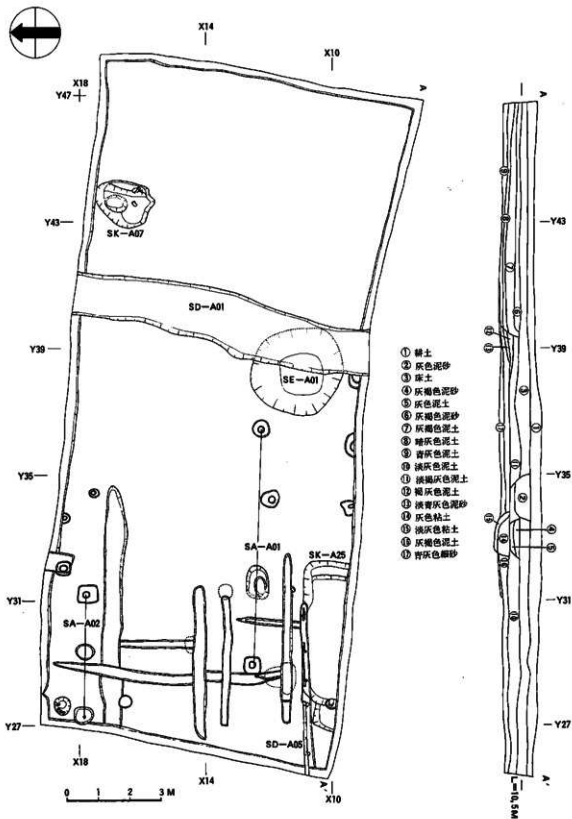 X14
X10
X18
Y47
A
A
SK-A07
Y43
Y43
SD-A01
Y39
Y39
SE-A01
① 耕土
② 灰色泥砂
③ 床土
④ 灰褐色泥砂
⑤ 灰色泥土
⑥ 灰褐色泥砂
⑦ 灰褐色泥土
⑧ 暗灰色泥土
⑨ 青灰色泥土
⑩ 淡灰色泥土
⑪ 淡褐灰色泥土
⑫ 褐灰色泥土
⑬ 淡青灰色泥砂
⑭ 灰色粘土
⑮ 淡灰色粘土
⑯ 灰褐色泥土
⑰ 青灰色細砂
Y35
Y35
SA-A01
SK-A25
Y31
Y31
SA-A02
Y27
Y27
SD-A05
X18
X14
A'
X10
A'
L=10.5M
0 1 2 3 M